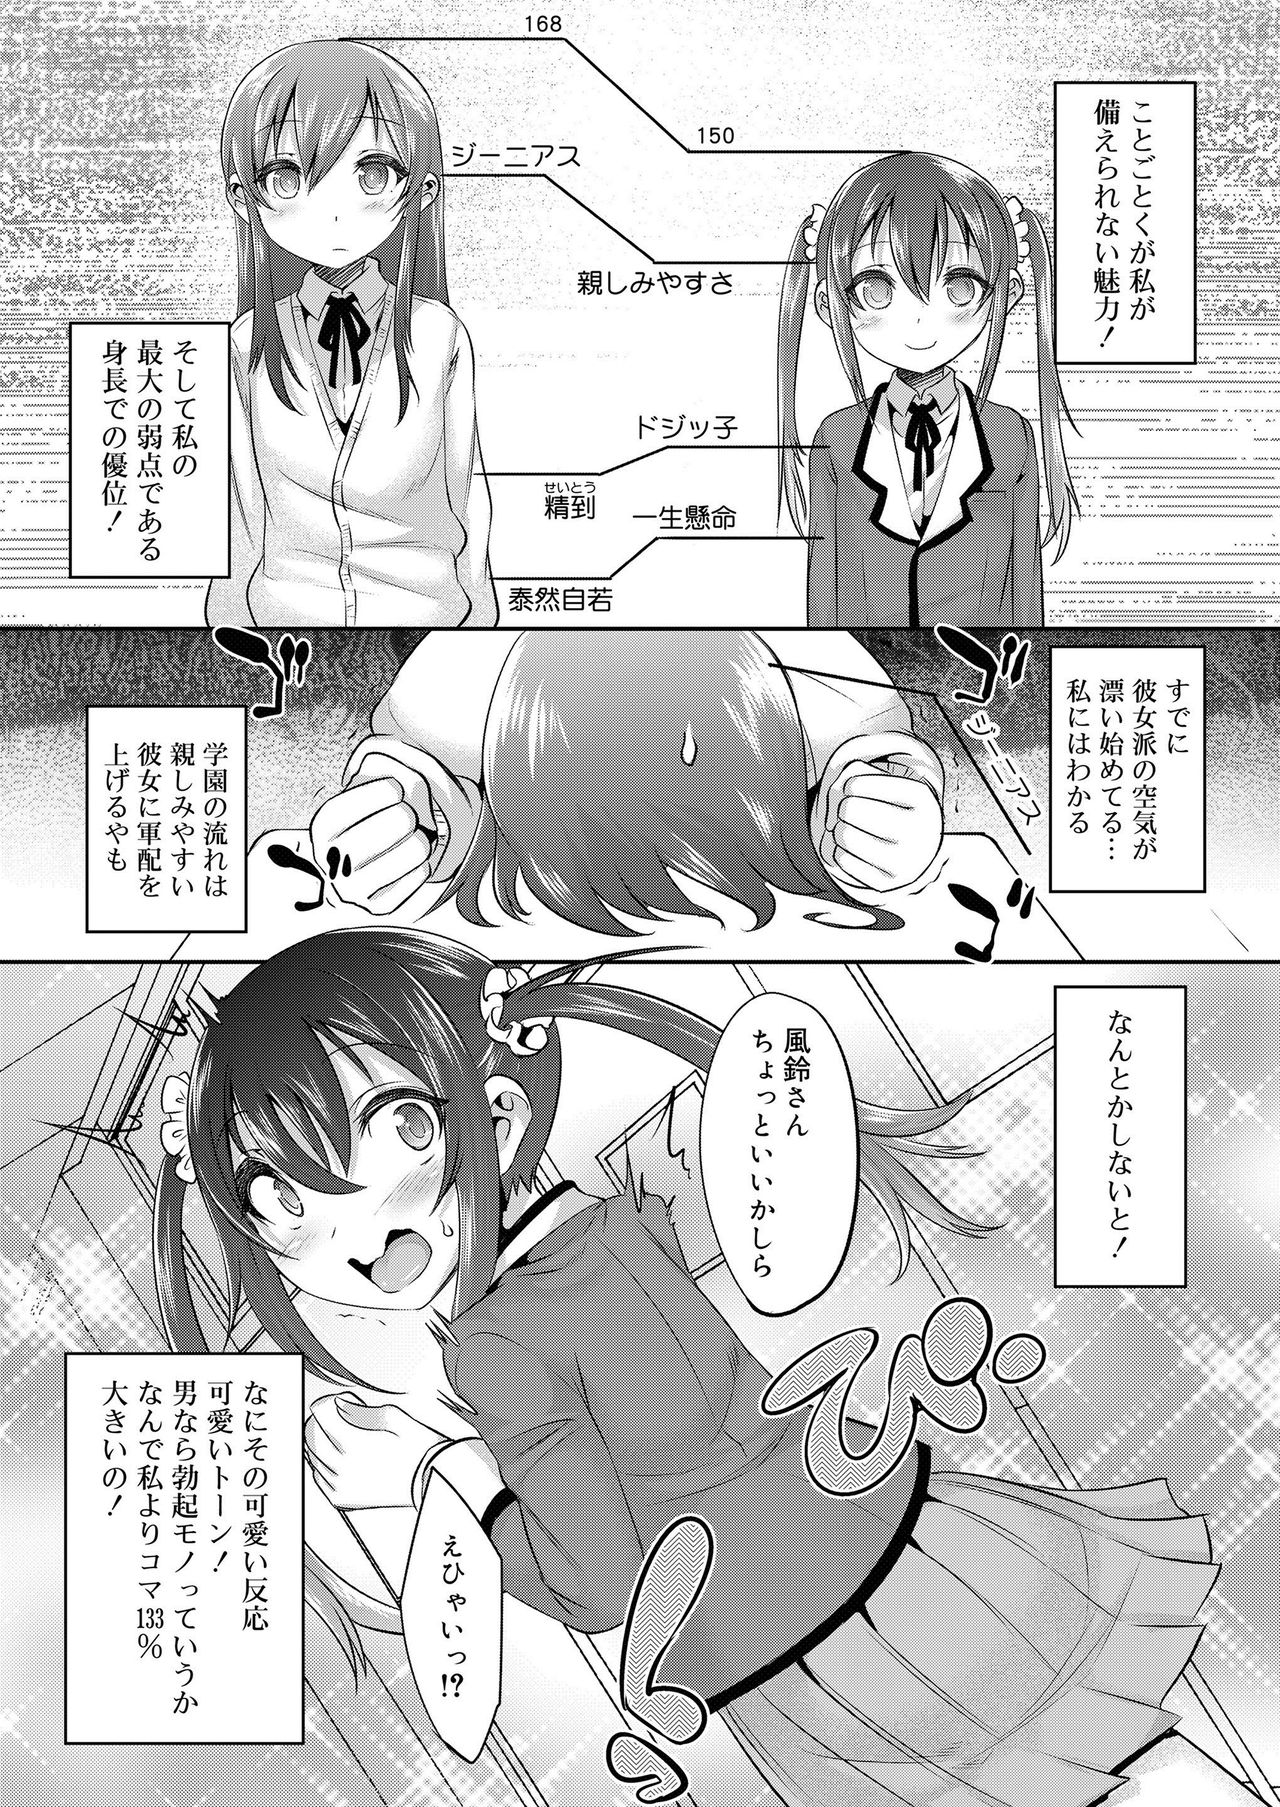 ことごとくが私が
備えられない魅力！
168
150
ジーニアス
親しみやすさ
ドジッ子
せいとう
精到
一生懸命
泰然自若
そして私の
最大の弱点である
身長での優位！
すでに
彼女派の空気が
漂い始めてる…
私にはわかる
ジーニアス
学園の流れは
親しみやすい
彼女に軍配を
上げるやも
なんとかしないと！
風鈴さん
ちょっといいかしら
び
！
えひゃいっ!?
なにその可愛い反応
可愛いトーン！
男なら勃起モノっていうか
なんで私よりコマ133％
大きいの！